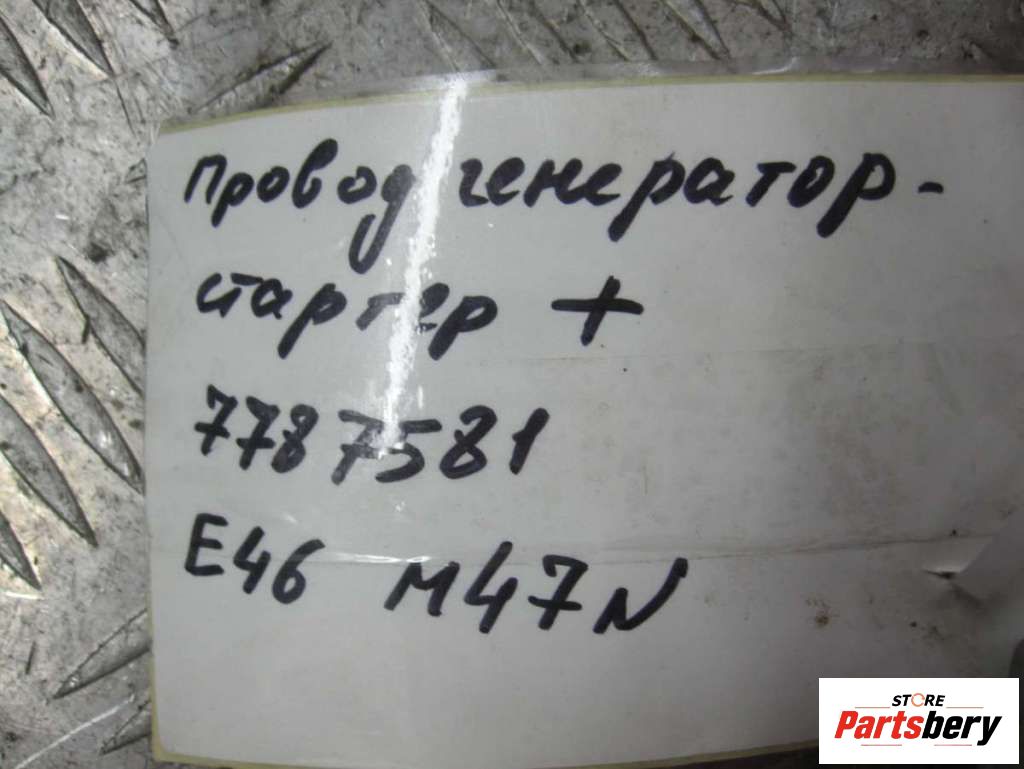 Провод генератор-
стартер +
7787581
E46 M47N
STORE
Partsbery